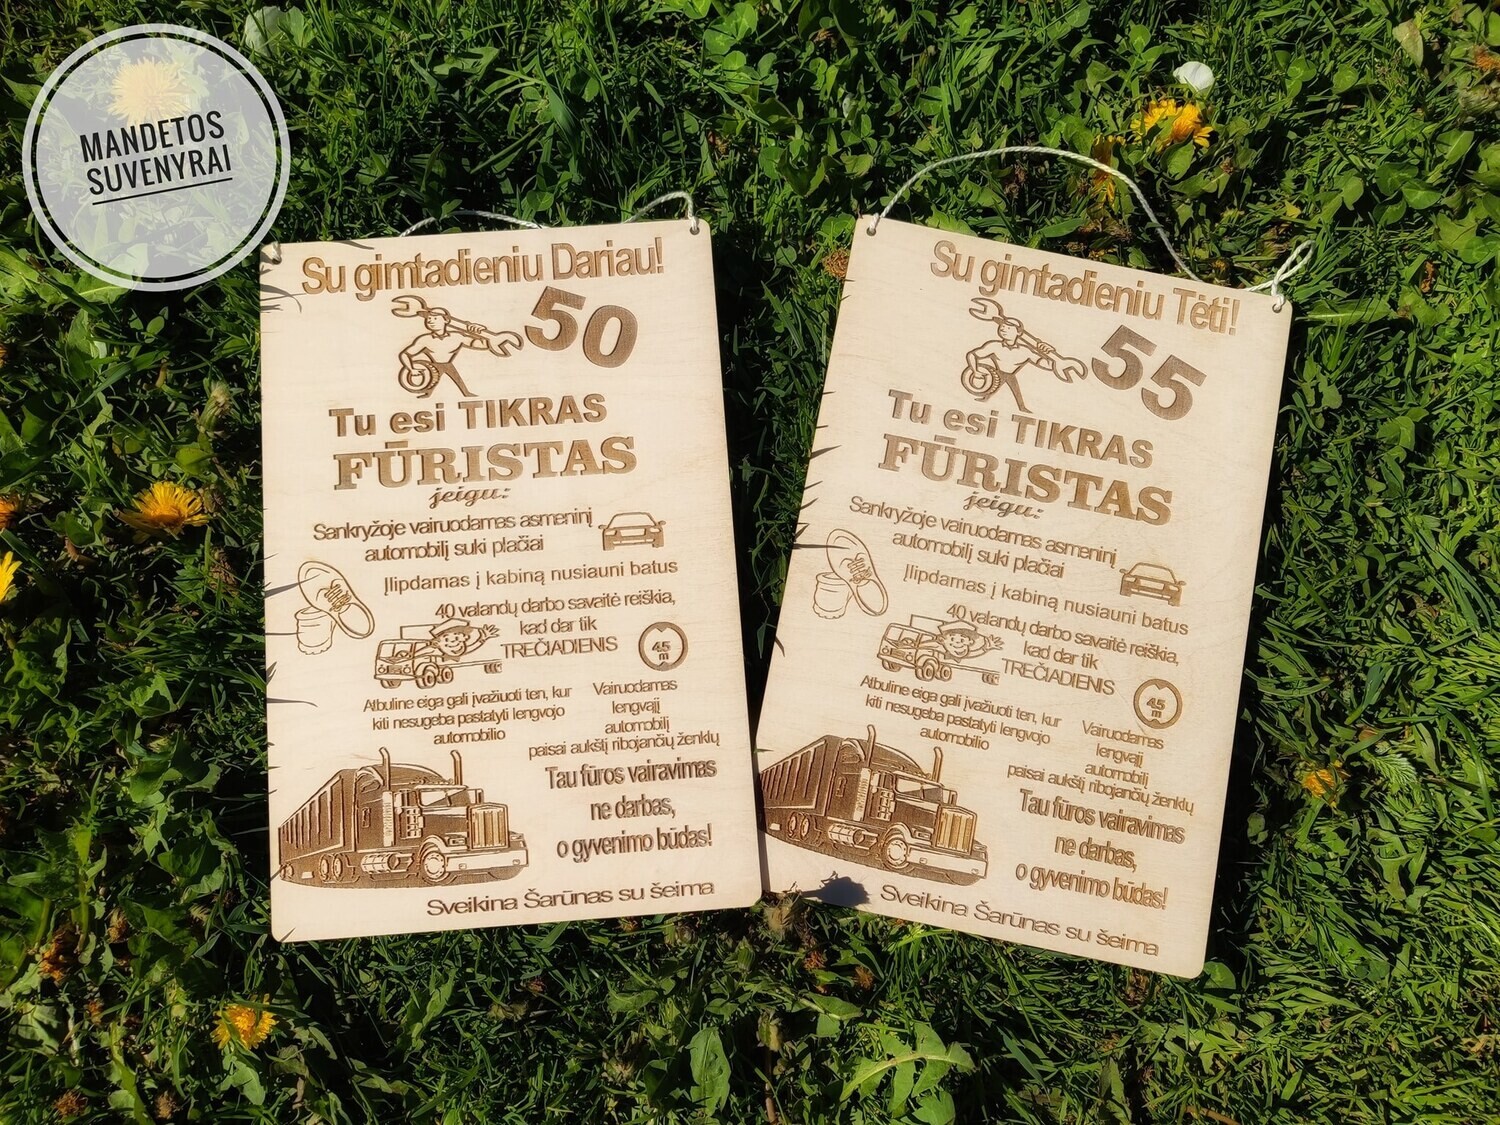 MANDETOS
SUVENYRAI
Su gimtadieniu Dariau!
50
Tu esi TIKRAS
FŪRISTAS
jeigu:
Sankryžoje vairuodamas asmeninį
automobilį suki plačiai
Įlipdamas į kabiną nusiauni batus
40 valandų darbo savaitė reiškia,
kad dar tik
TREČIADIENIS
4.5
m
Atbuline eiga gali įvažiuoti ten, kur
kiti nesugeba pastatyti lengvojo
automobilio
Vairuodamas
lengvąjį
automobilį
paisai aukštį ribojančių ženklų
Tau fūros vairavimas
ne darbas,
o gyvenimo būdas!
Sveikina Šarūnas su šeima
Su gimtadieniu Tėti!
55
Tu esi TIKRAS
FŪRISTAS
jeigu:
Sankryžoje vairuodamas asmeninį
automobilį suki plačiai
Įlipdamas į kabiną nusiauni batus
40 valandų darbo savaitė reiškia,
kad dar tik
TREČIADIENIS
4.5
m
Atbuline eiga gali įvažiuoti ten, kur
kiti nesugeba pastatyti lengvojo
automobilio
Vairuodamas
lengvąjį
automobilį
paisai aukštį ribojančių ženklų
Tau fūros vairavimas
ne darbas,
o gyvenimo būdas!
Sveikina Šarūnas su šeima